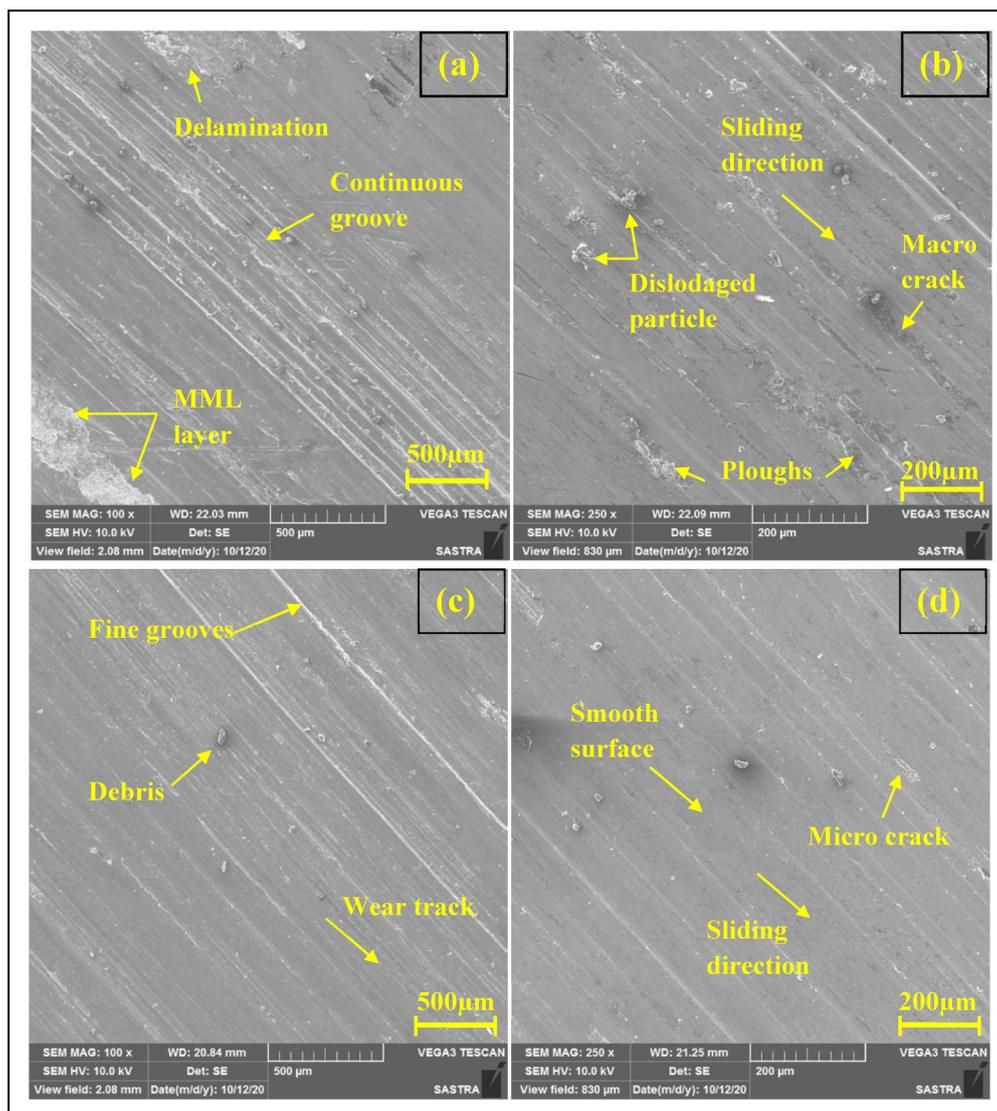 (a)
Delamination
Continuous
groove
MML
layer
500µm
SEM MAG: 100 x WD: 22.03 mm VEGA3 TESCAN
SEM HV: 10.0 kV Det: SE 500 µm
View field: 2.08 mm Date(m/d/y): 10/12/20 SASTRA
(b)
Sliding
direction
Macro
crack
Dislodaged
particle
Ploughs
200µm
SEM MAG: 250 x WD: 22.09 mm VEGA3 TESCAN
SEM HV: 10.0 kV Det: SE 200 µm
View field: 830 µm Date(m/d/y): 10/12/20 SASTRA
(c)
Fine grooves
Debris
Wear track
500µm
SEM MAG: 100 x WD: 20.84 mm VEGA3 TESCAN
SEM HV: 10.0 kV Det: SE 500 µm
View field: 2.08 mm Date(m/d/y): 10/12/20 SASTRA
(d)
Smooth
surface
Micro crack
Sliding
direction
200µm
SEM MAG: 250 x WD: 21.25 mm VEGA3 TESCAN
SEM HV: 10.0 kV Det: SE 200 µm
View field: 830 µm Date(m/d/y): 10/12/20 SASTRA